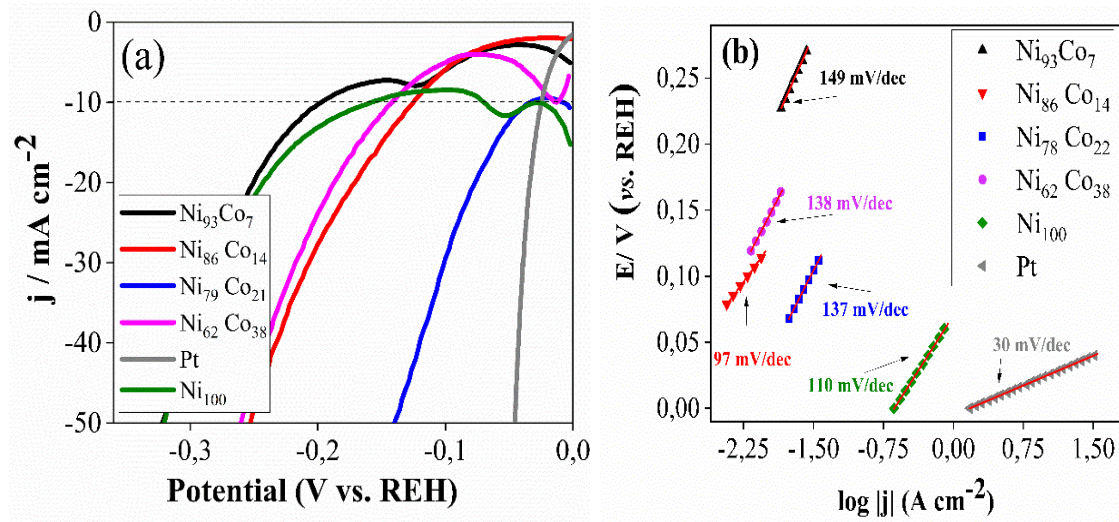 (a)
0
-10
-20
-30
-40
-50
j / mA cm⁻²
Ni₉₃Co₇
Ni₈₆ Co₁₄
Ni₇₉ Co₂₁
Ni₆₂ Co₃₈
Pt
Ni₁₀₀
-0,3
-0,2
-0,1
0,0
Potential (V vs. REH)
(b)
0,25
0,20
0,15
0,10
0,05
0,00
E/ V (vs. REH)
149 mV/dec
138 mV/dec
137 mV/dec
97 mV/dec
110 mV/dec
30 mV/dec
Ni₉₃Co₇
Ni₈₆ Co₁₄
Ni₇₈ Co₂₂
Ni₆₂ Co₃₈
Ni₁₀₀
Pt
-2,25
-1,50
-0,75
0,00
0,75
1,50
log |j| (A cm⁻²)